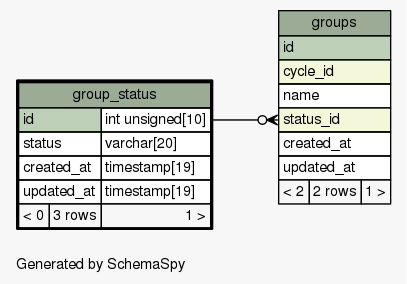 groups
id
cycle_id
name
status_id
created_at
updated_at
< 2 2 rows 1 >
group_status
id int unsigned[10]
status varchar[20]
created_at timestamp[19]
updated_at timestamp[19]
< 0 3 rows 1 >
Generated by SchemaSpy